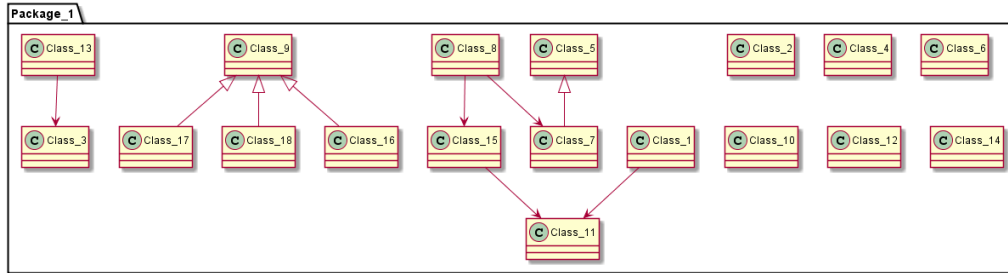 Package_1
C Class_13
C Class_9
C Class_8
C Class_5
C Class_2
C Class_4
C Class_6
C Class_3
C Class_17
C Class_18
C Class_16
C Class_15
C Class_7
C Class_1
C Class_10
C Class_12
C Class_14
C Class_11